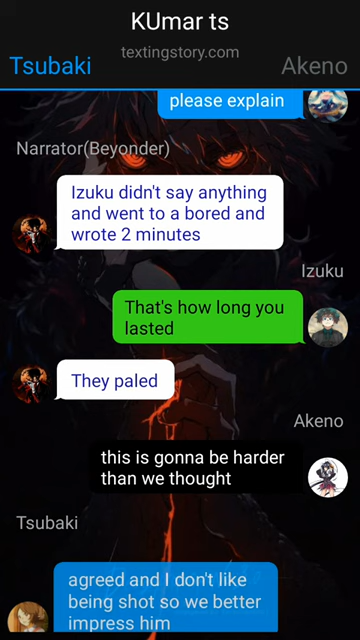 KUmar ts
textingstory.com
Tsubaki
Akeno
please explain
Narrator(Beyonder)
Izuku didn't say anything
and went to a bored and
wrote 2 minutes
Izuku
That's how long you
lasted
They paled
Akeno
this is gonna be harder
than we thought
Tsubaki
agreed and I don't like
being shot so we better
impress him